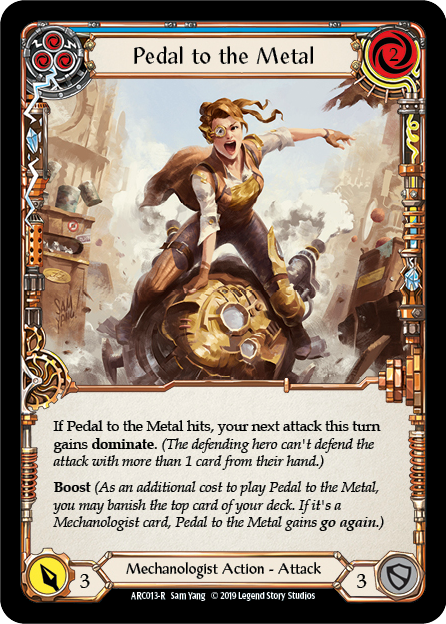 Pedal to the Metal
2
If Pedal to the Metal hits, your next attack this turn
gains dominate. (The defending hero can't defend the
attack with more than 1 card from their hand.)
Boost (As an additional cost to play Pedal to the Metal,
you may banish the top card of your deck. If it's a
Mechanologist card, Pedal to the Metal gains go again.)
3
Mechanologist Action - Attack
3
ARC013-R Sam Yang © 2019 Legend Story Studios